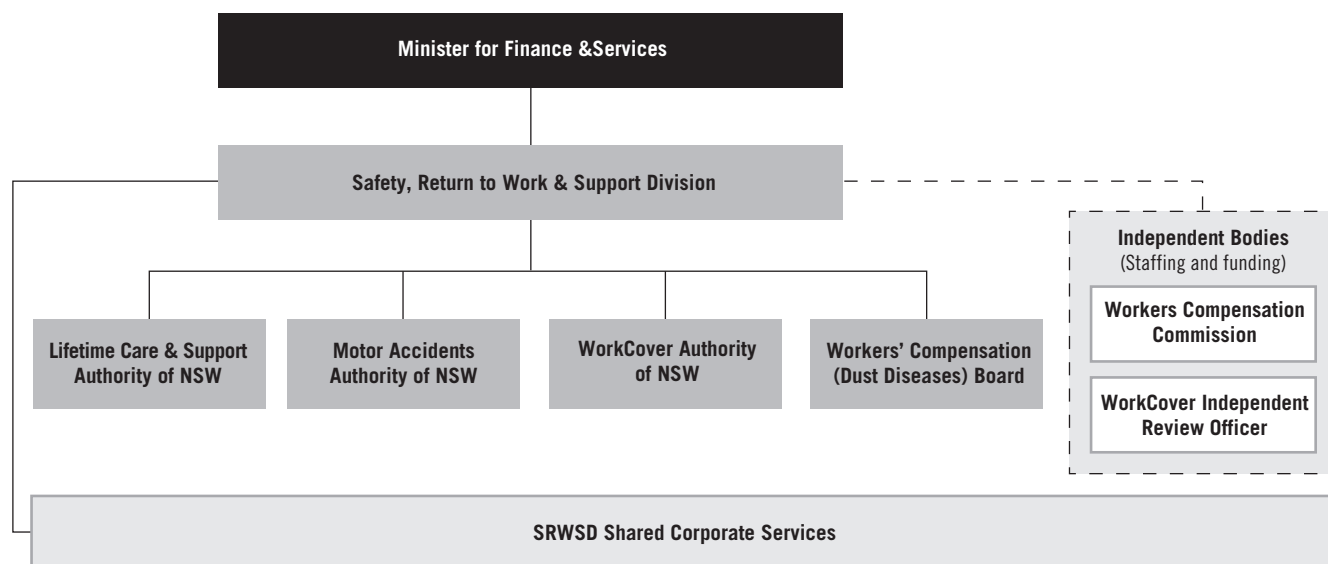 Minister for Finance &Services
Safety, Return to Work & Support Division
Independent Bodies
(Staffing and funding)
Workers Compensation
Commission
WorkCover Independent
Review Officer
Lifetime Care & Support
Authority of NSW
Motor Accidents
Authority of NSW
WorkCover Authority
of NSW
Workers’ Compensation
(Dust Diseases) Board
SRWSD Shared Corporate Services